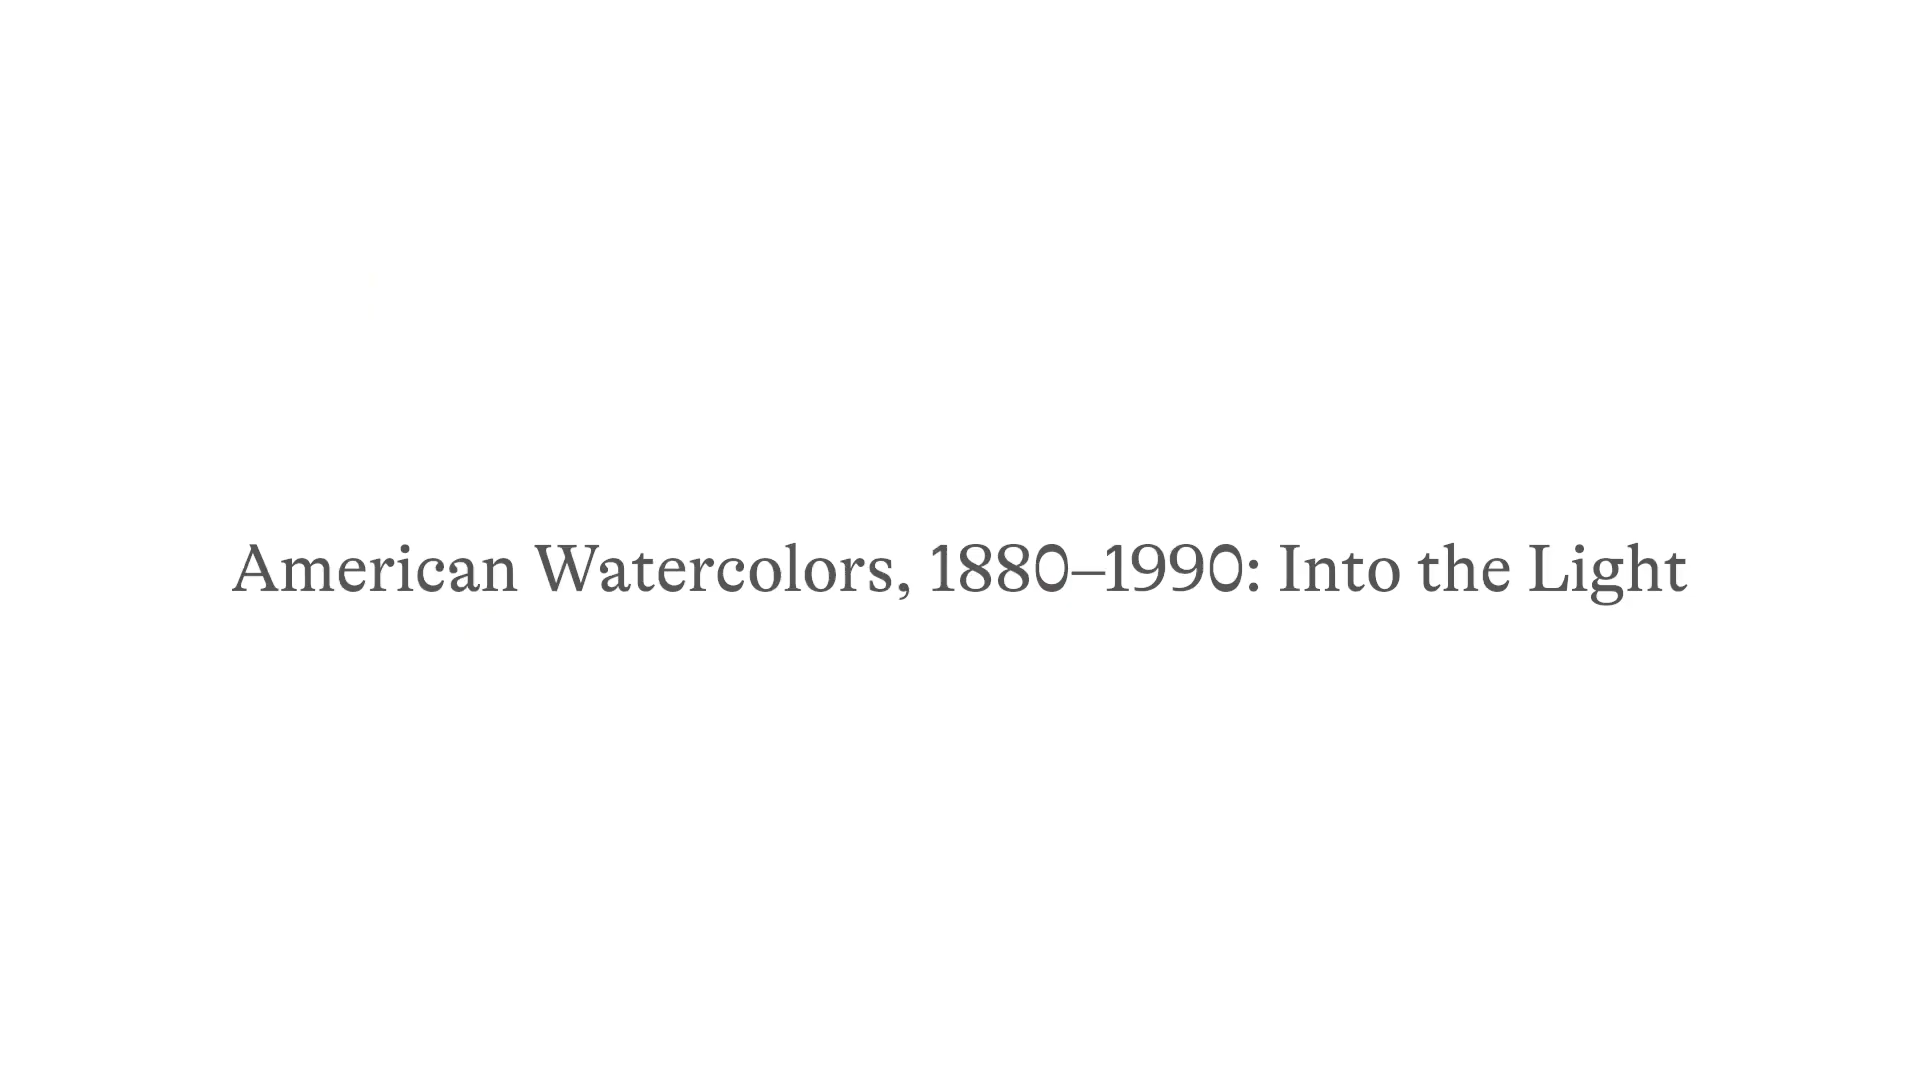 American Watercolors, 1880–1990: Into the Light